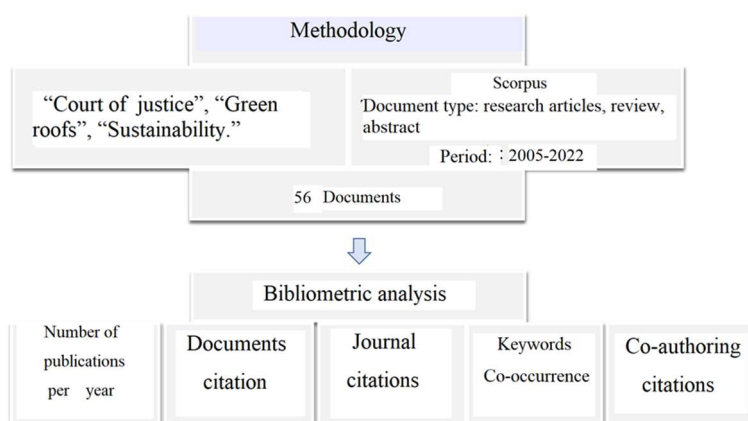 Methodology
“Court of justice”, “Green
roofs”, “Sustainability.”
Scorpus
Document type: research articles, review,
abstract
Period: : 2005-2022
56 Documents
Bibliometric analysis
Number of
publications
per year
Documents
citation
Journal
citations
Keywords
Co-occurrence
Co-authoring
citations